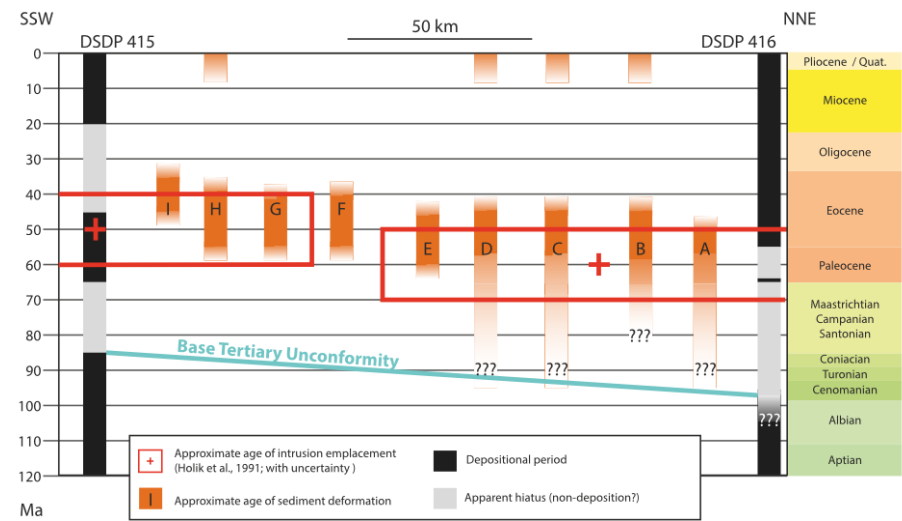 SSW
NNE
50 km
DSDP 415
DSDP 416
0
10
20
30
40
50
60
70
80
90
100
110
120
Ma
I
H
G
F
E
D
C
B
A
???
???
???
???
???
Base Tertiary Unconformity
Pliocene / Quat.
Miocene
Oligocene
Eocene
Paleocene
Maastrichtian
Campanian
Santonian
Coniacian
Turonian
Cenomanian
Albian
Aptian
Approximate age of intrusion emplacement
(Holik et al., 1991; with uncertainty )
I
Approximate age of sediment deformation
Depositional period
Apparent hiatus (non-deposition?)